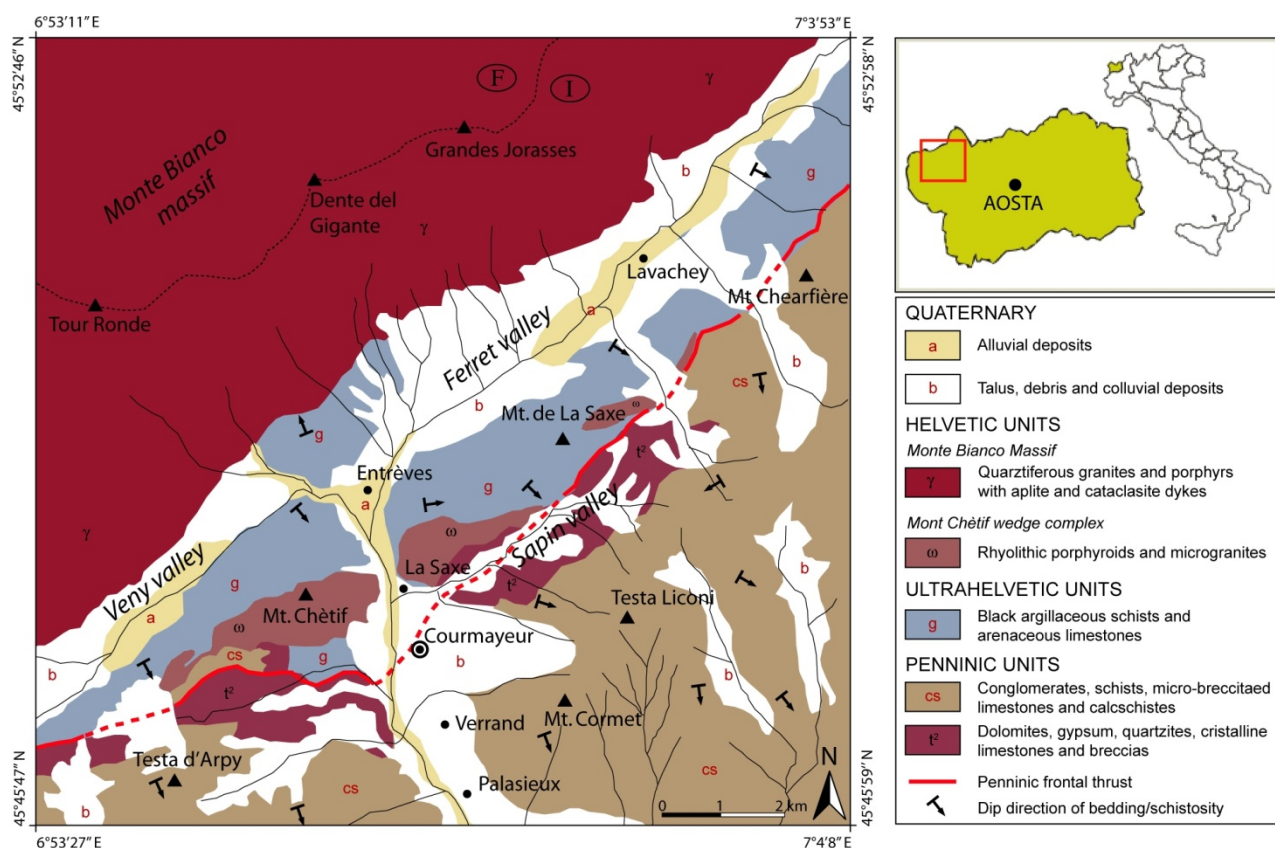 6°53'11"E
7°3'53"E
45°52'46"N
45°52'58"N
F
I
γ
Grandes Jorasses
Monte Bianco
massif
Dente del
Gigante
γ
Tour Ronde
b
g
Lavachey
Mt Chearfière
a
Ferret valley
b
b
cs
Mt. de La Saxe
ω
g
t²
Entrèves
a
g
Sapin valley
γ
ω
Veny valley
g
La Saxe
t²
b
Testa Liconi
a
Mt. Chètif
ω
Courmayeur
b
cs
g
b
t²
b
Verrand
Mt. Cormet
Testa d'Arpy
Palasieux
cs
cs
b
N
0 1 2 km
45°45'47"N
45°45'59"N
6°53'27"E
7°4'8"E
AOSTA
QUATERNARY
a Alluvial deposits
b Talus, debris and colluvial deposits
HELVETIC UNITS
Monte Bianco Massif
γ Quarztiferous granites and porphyrs
with aplite and cataclasite dykes
Mont Chètif wedge complex
ω Rhyolithic porphyroids and microgranites
ULTRAHELVETIC UNITS
g Black argillaceous schists and
arenaceous limestones
PENNINIC UNITS
cs Conglomerates, schists, micro-breccitaed
limestones and calcschistes
t² Dolomites, gypsum, quartzites, cristalline
limestones and breccias
Penninic frontal thrust
Dip direction of bedding/schistosity